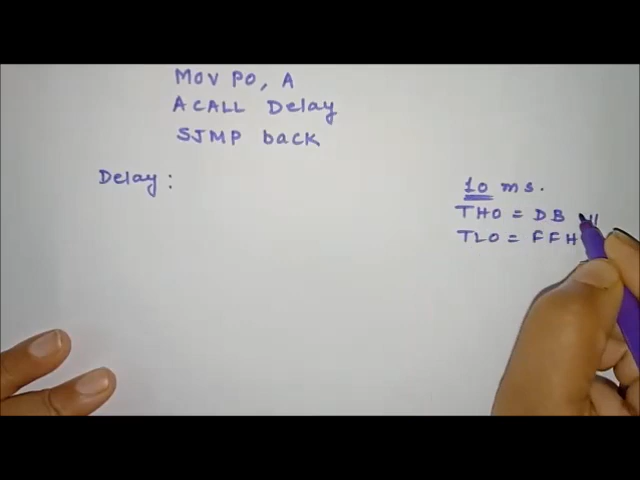 MOV P0, A
ACALL Delay
SJMP back
Delay :
10 ms.
TH0 = DB H
TL0 = FFH